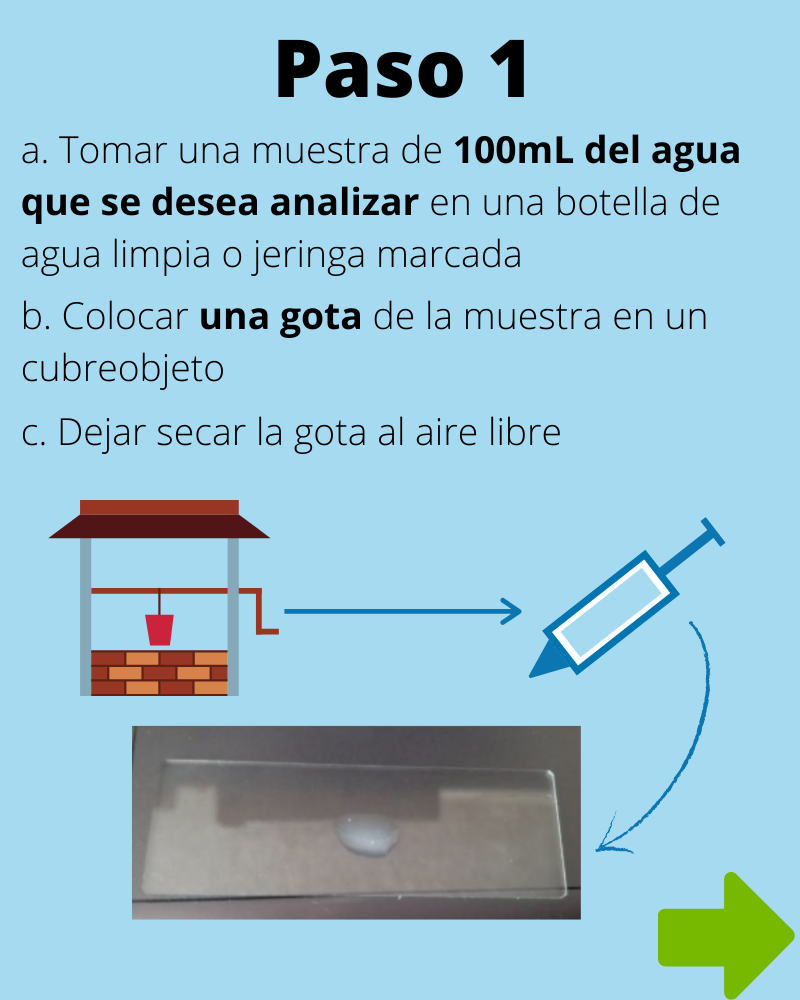 Paso 1
a. Tomar una muestra de 100mL del agua
que se desea analizar en una botella de
agua limpia o jeringa marcada
b. Colocar una gota de la muestra en un
cubreobjeto
c. Dejar secar la gota al aire libre